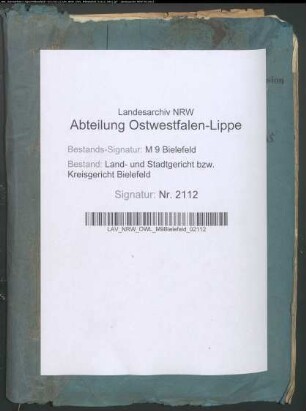 Landesarchiv NRW
Abteilung Ostwestfalen-Lippe
Bestands-Signatur: M 9 Bielefeld
Bestand: Land- und Stadtgericht bzw.
Kreisgericht Bielefeld
Signatur: Nr. 2112
LAV_NRW_OWL_M9Bielefeld_02112